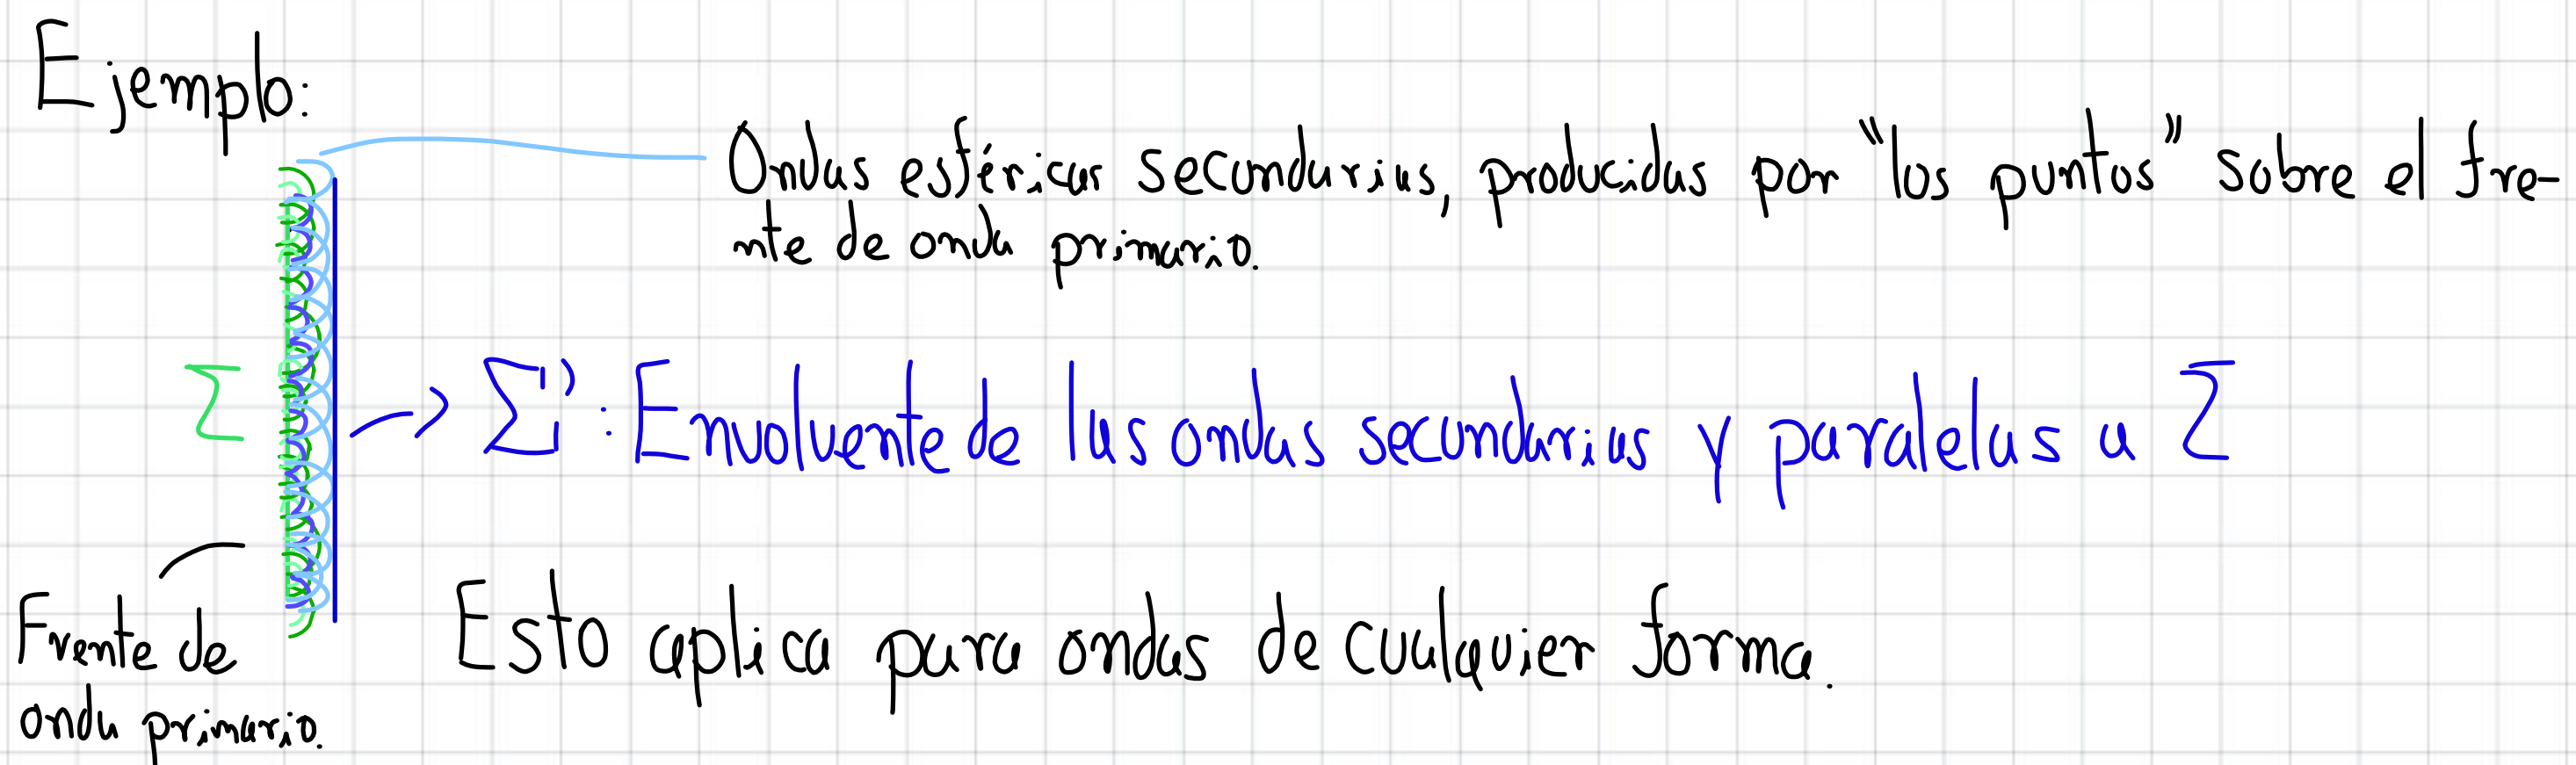 Ejemplo:
Ondas esféricas secundarias, producidas por "los puntos" sobre el fre-
nte de onda primario.
Σ
Σ': Envolvente de las ondas secundarias y paralelas a Σ
Frente de
onda primario.
Esto aplica para ondas de cualquier forma.